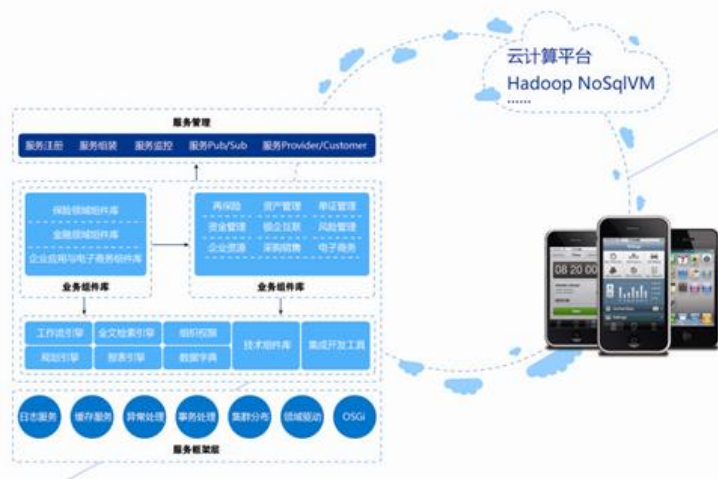 云计算平台
Hadoop NoSqlVM
......
服务管理
服务注册 服务组装 服务监控 服务Pub/Sub 服务Provider/Customer
保险领域组件库
金融领域组件库
企业应用与电子商务组件库
业务组件库
再保险 资产管理 单证管理
资金管理 银企互联 风险管理
企业资源 采购销售 电子商务
业务组件库
工作流引擎 全文检索引擎 组织权限
规划引擎 报表引擎 数据字典
技术组件库 集成开发工具
日志服务 缓存服务 异常处理 事务处理 集群分布 领域驱动 OSGi
服务框架层
08 20 00